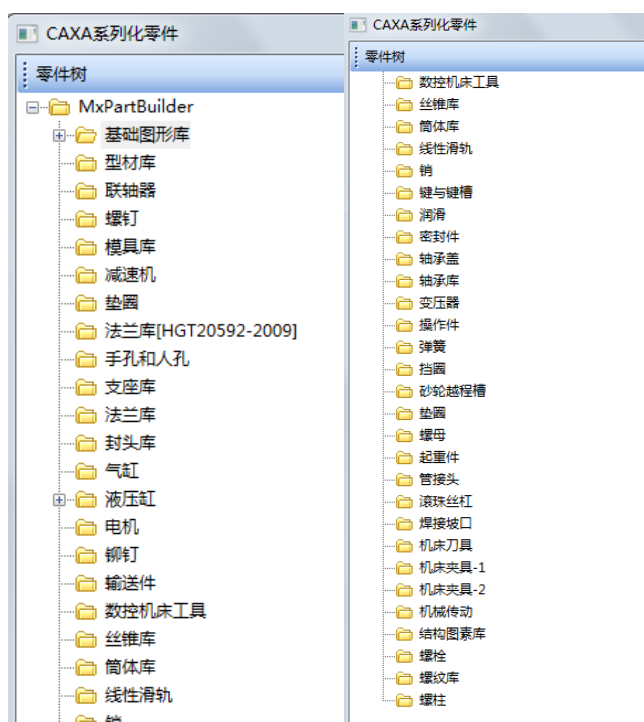 CAXA系列化零件
零件树
MxPartBuilder
基础图形库
型材库
联轴器
螺钉
模具库
减速机
垫圈
法兰库[HGT20592-2009]
手孔和人孔
支座库
法兰库
封头库
气缸
液压缸
电机
铆钉
输送件
数控机床工具
丝锥库
筒体库
线性滑轨
销
CAXA系列化零件
零件树
数控机床工具
丝锥库
筒体库
线性滑轨
销
键与键槽
润滑
密封件
轴承盖
轴承库
变压器
操作件
弹簧
挡圈
砂轮越程槽
垫圈
螺母
起重件
管接头
滚珠丝杠
焊接坡口
机床刀具
机床夹具-1
机床夹具-2
机械传动
结构图素库
螺栓
螺纹库
螺柱